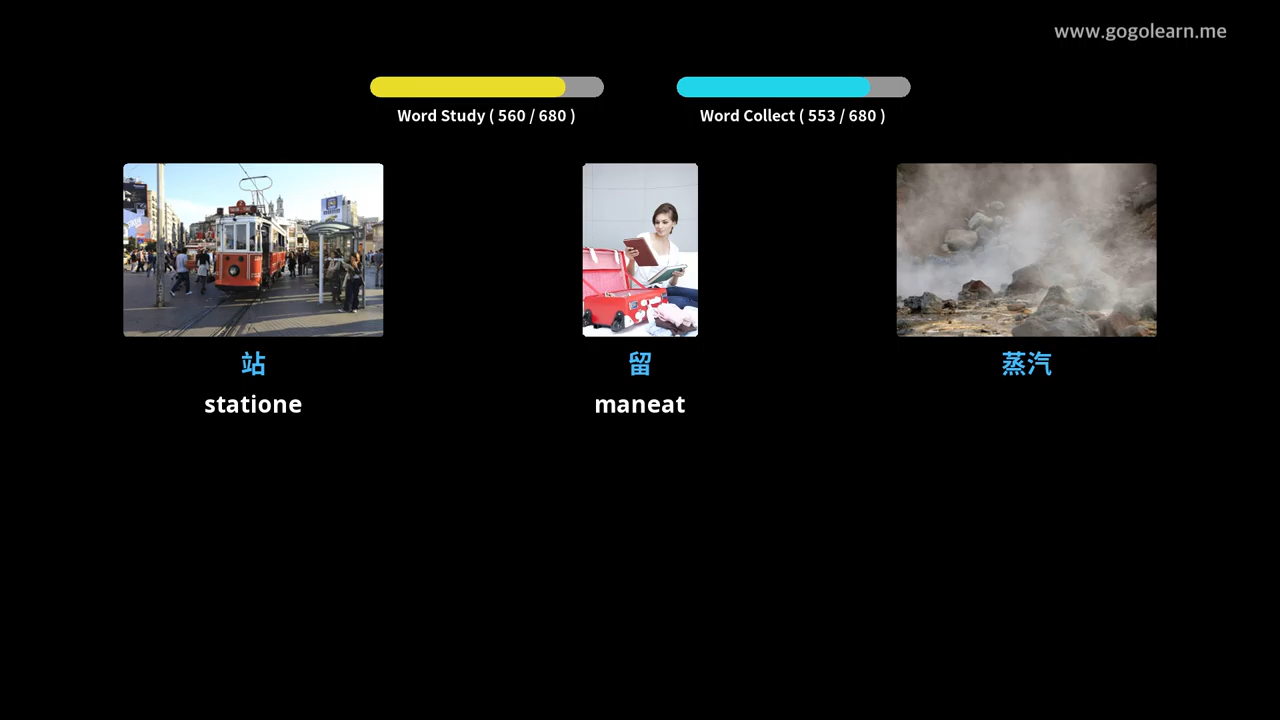 www.gogolearn.me
Word Study ( 560 / 680 )
Word Collect ( 553 / 680 )
站
留
蒸汽
statione
maneat